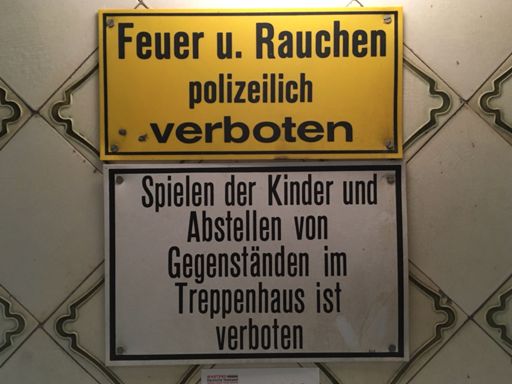 Feuer u. Rauchen
polizeilich
verboten
Spielen der Kinder und
Abstellen von
Gegenständen im
Treppenhaus ist
verboten